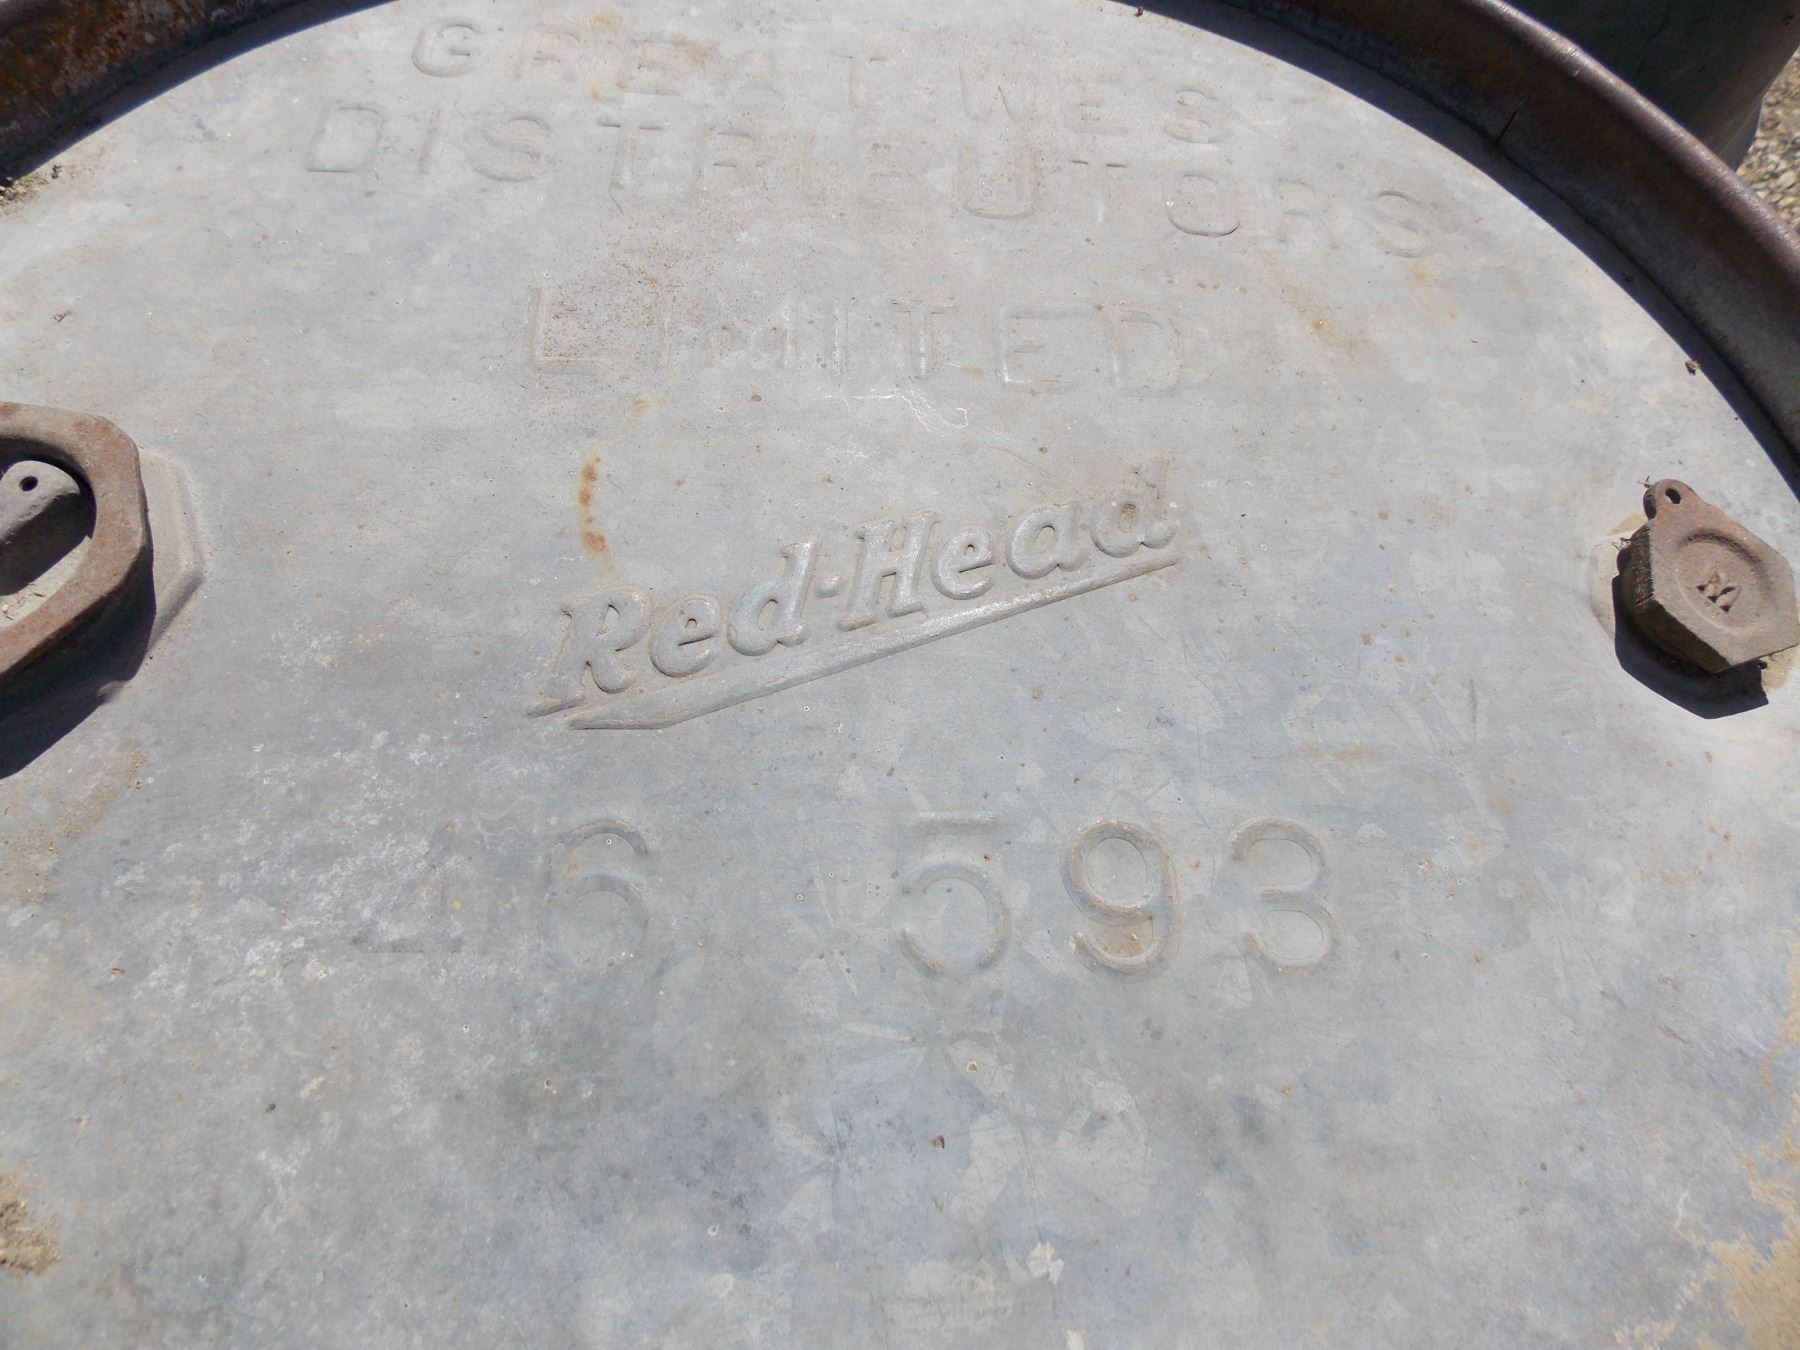 GREAT WEST
DISTRIBUTORS
LIMITED
Red-Head
46 593
M